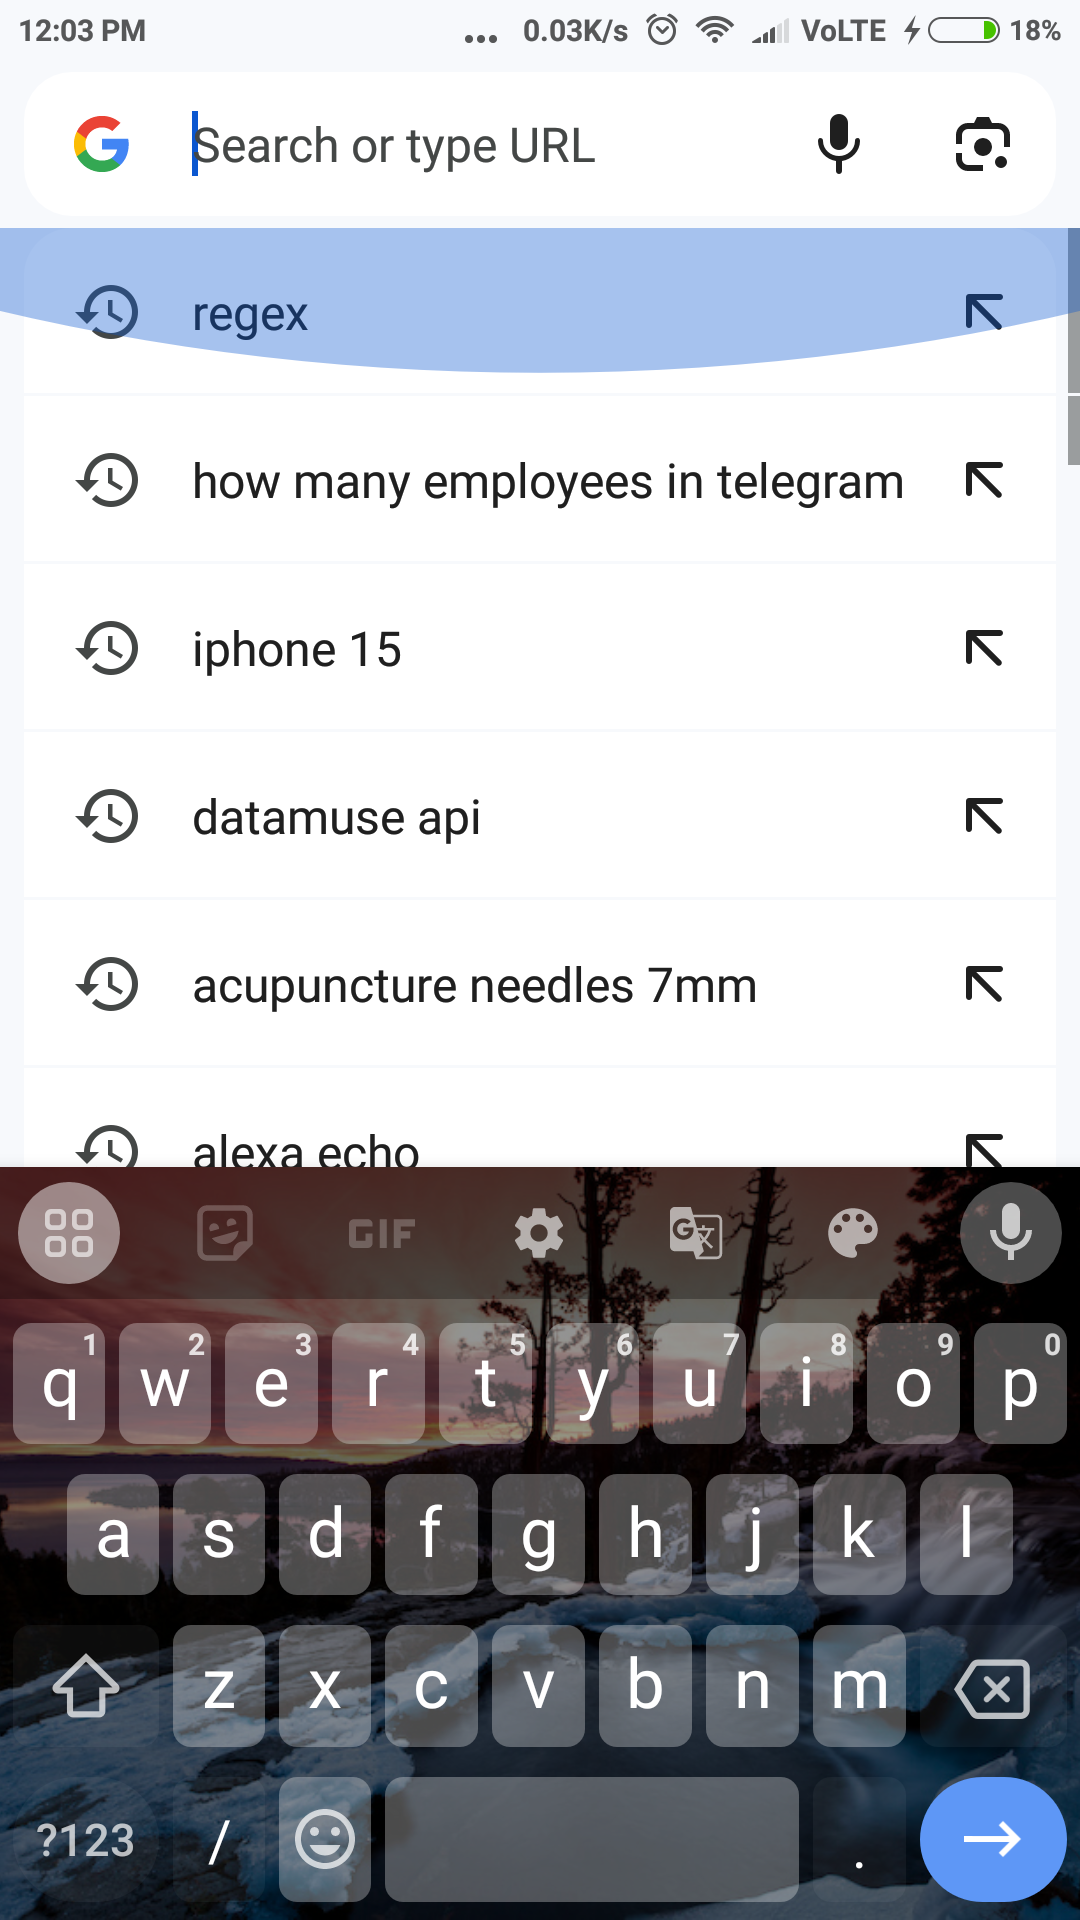 12:03 PM ... 0.03K/s VoLTE 18%
Search or type URL
regex
how many employees in telegram
iphone 15
datamuse api
acupuncture needles 7mm
alexa echo
GIF
1 2 3 4 5 6 7 8 9 0
q w e r t y u i o p
a s d f g h j k l
z x c v b n m
?123 / .